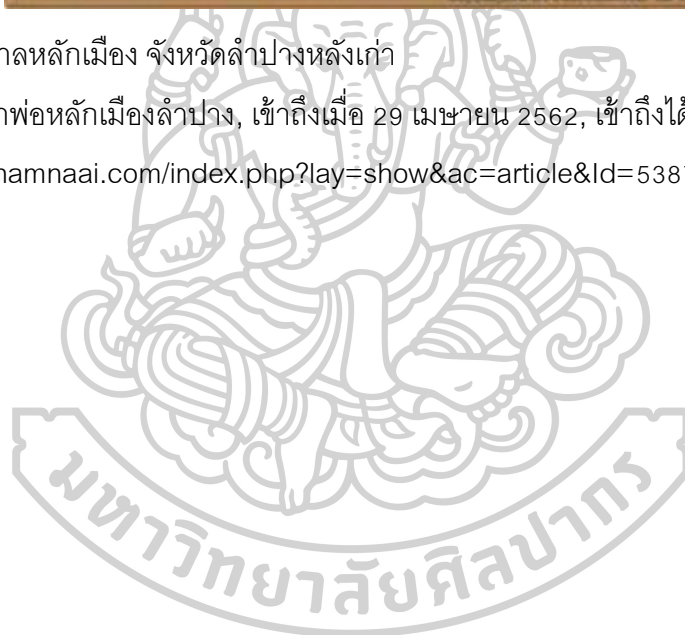 าลหลักเมือง จังหวัดลำปางหลังเก่า
าพ่อหลักเมืองลำปาง, เข้าถึงเมื่อ 29 เมษายน 2562, เข้าถึงได้
namnaai.com/index.php?lay=show&ac=article&Id=538
มหาวิทยาลัยศิลปากร